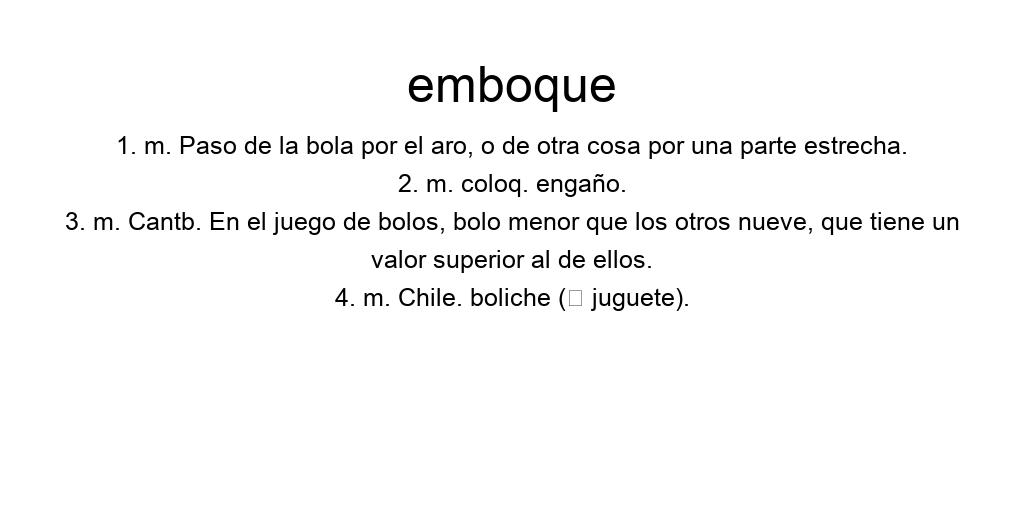 emboque
1. m. Paso de la bola por el aro, o de otra cosa por una parte estrecha.
2. m. coloq. engaño.
3. m. Cantb. En el juego de bolos, bolo menor que los otros nueve, que tiene un
valor superior al de ellos.
4. m. Chile. boliche (□ juguete).